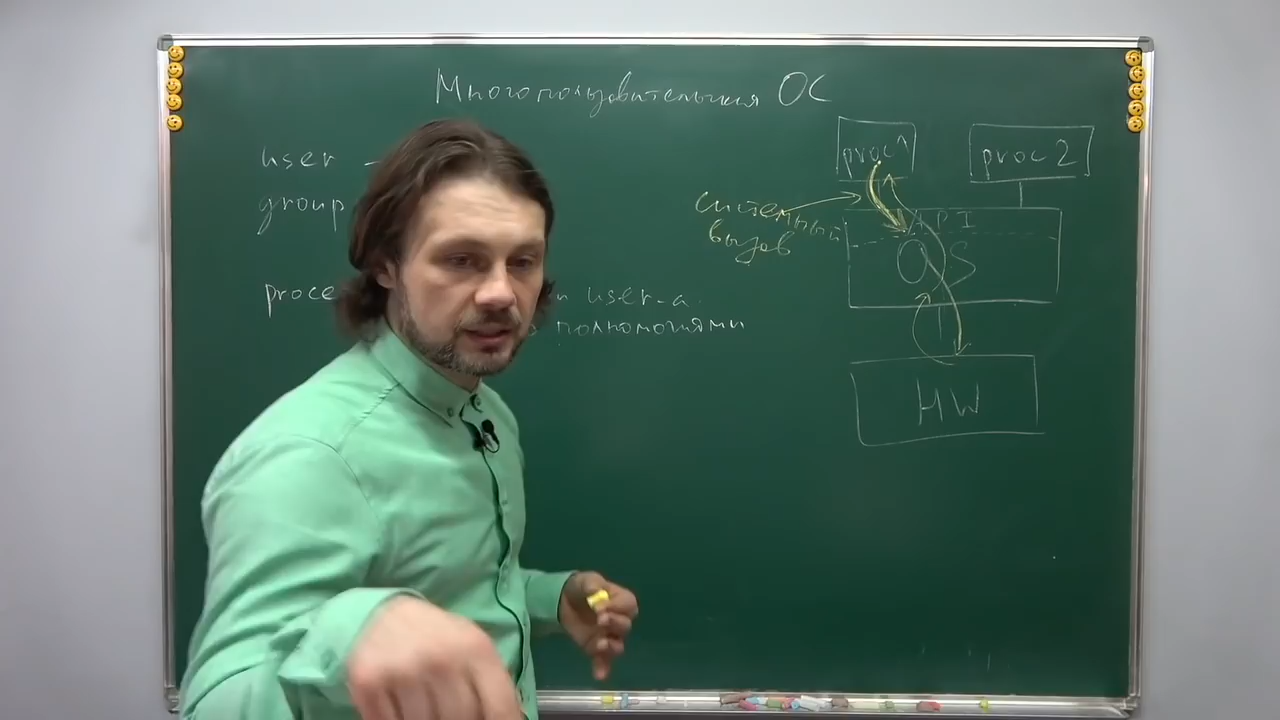 Многопользовательская ОС
user -
group
proce
user-а
полномочиями
proc 1
proc 2
системный
вызов
API
OS
HW